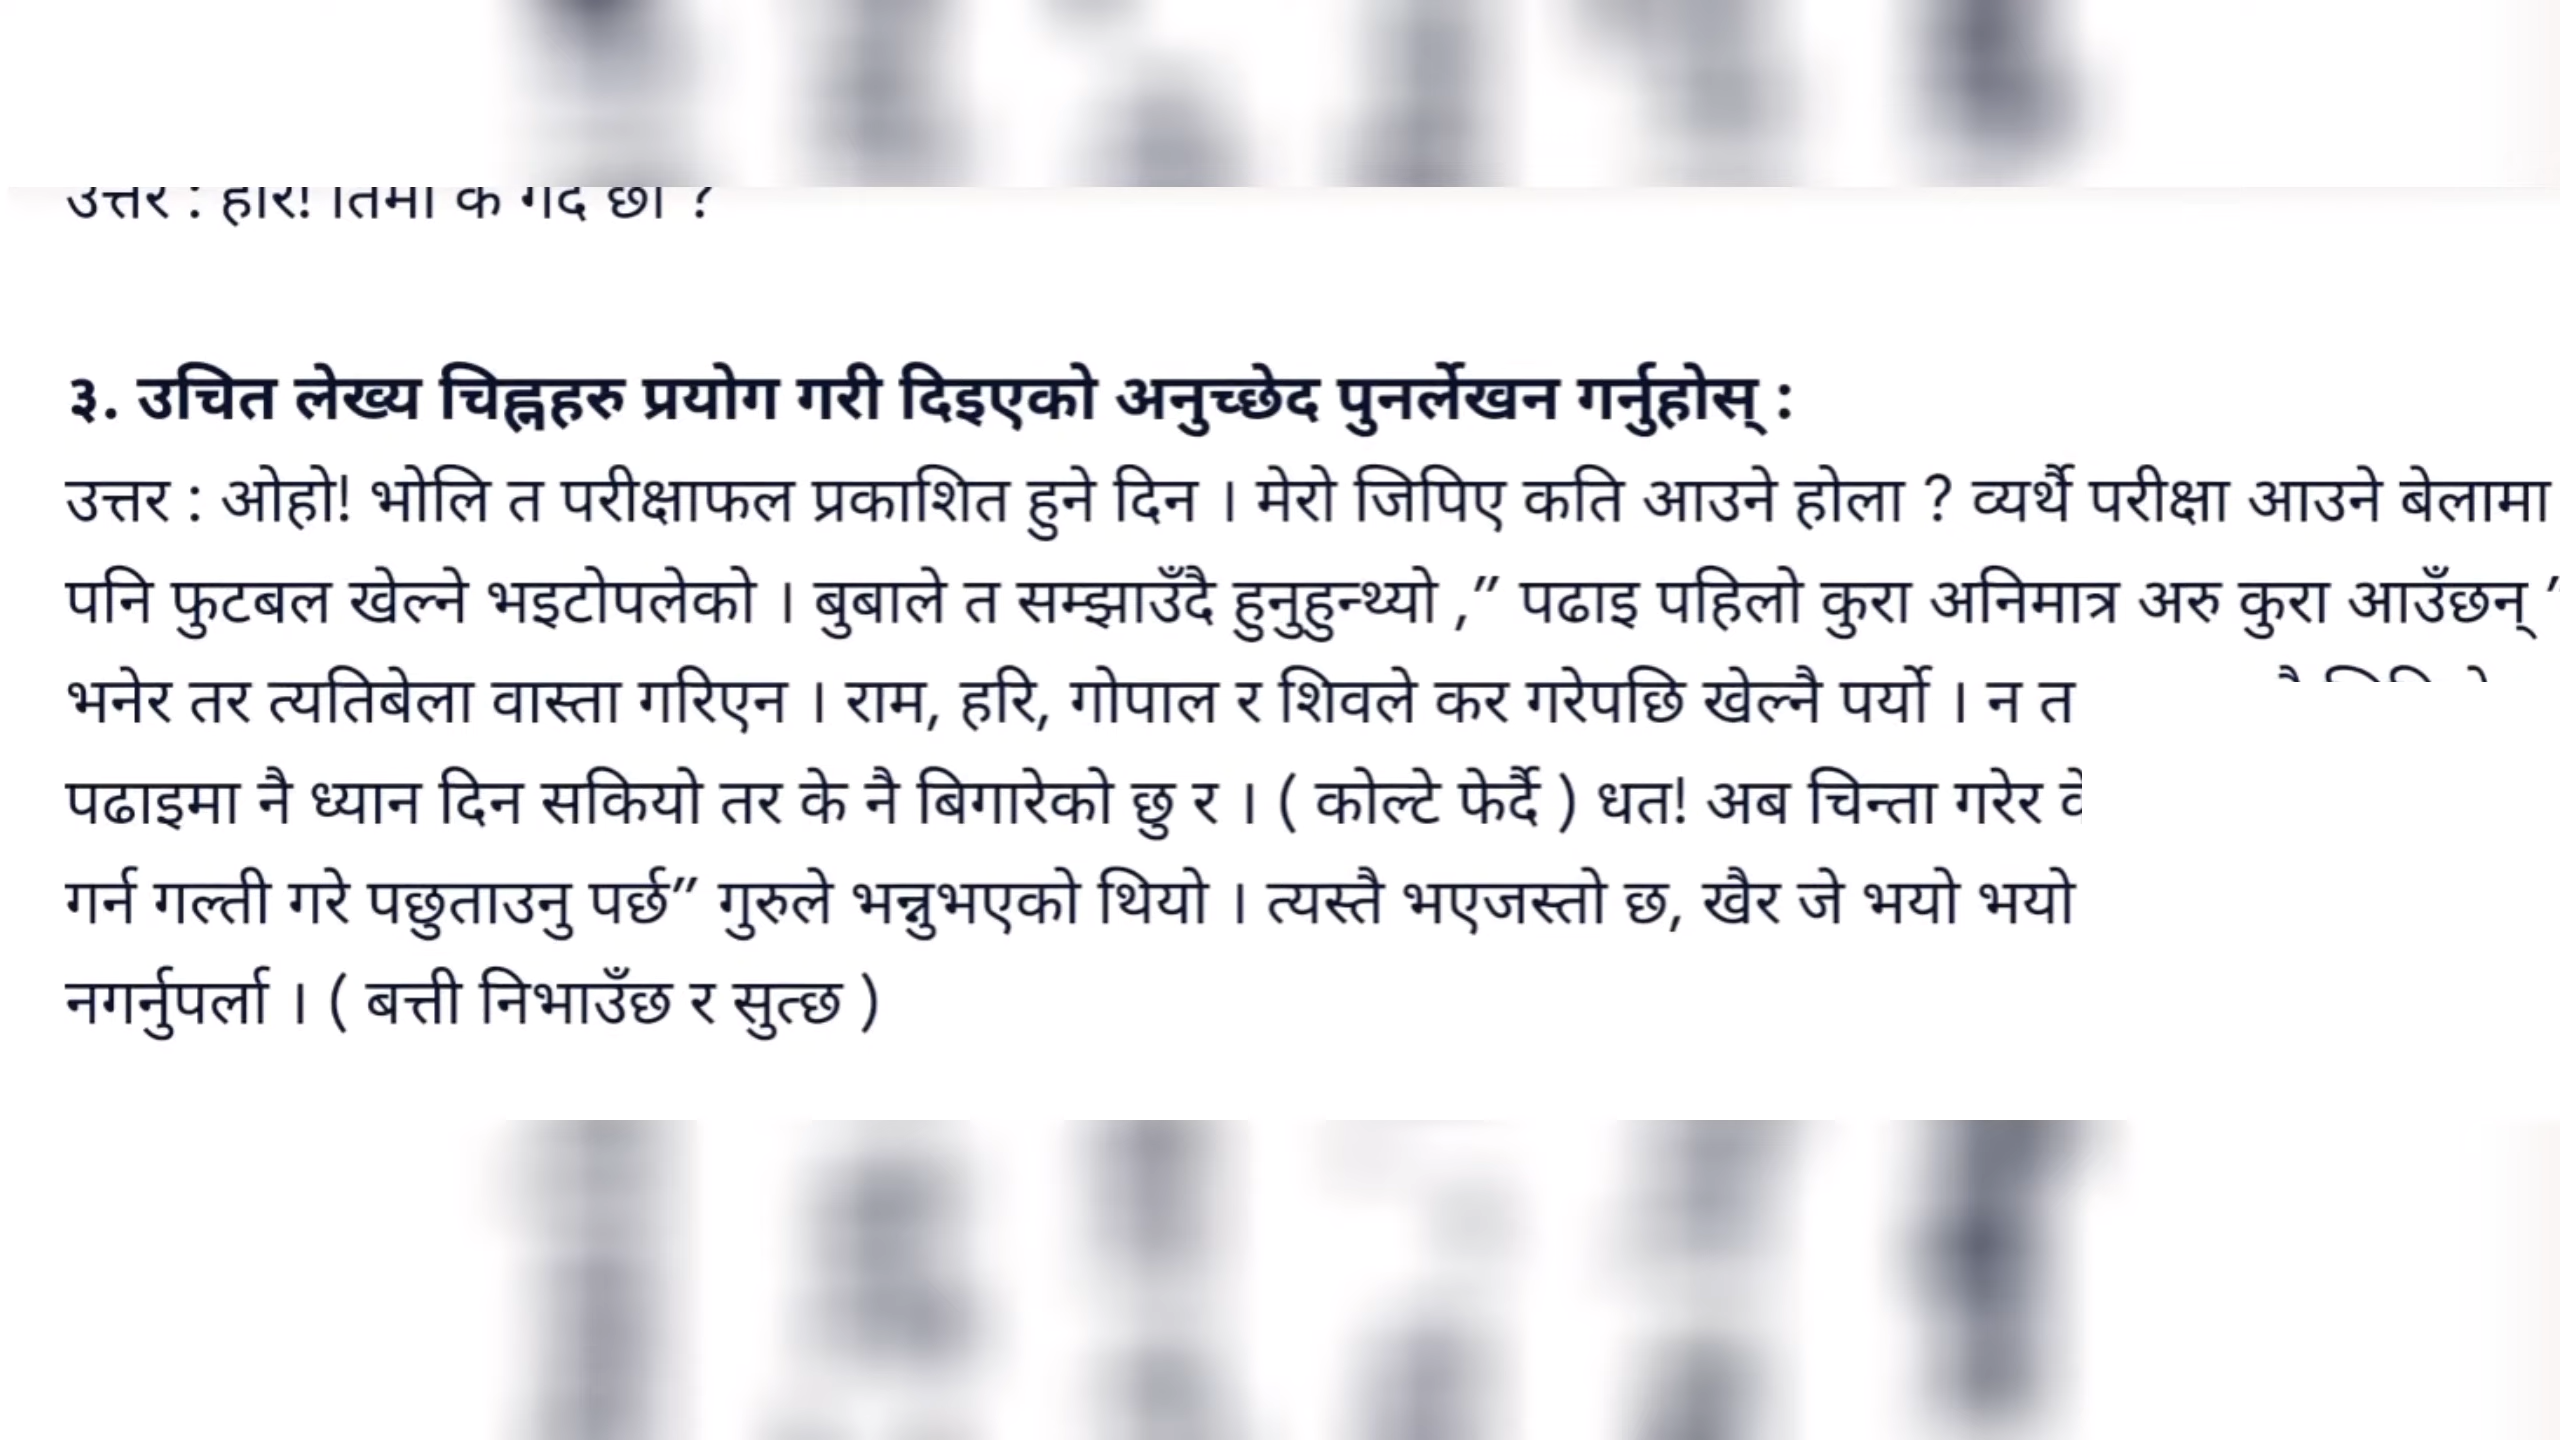 उत्तर : हरि! तिमी के गर्दै छौ ?
३. उचित लेख्य चिह्नहरु प्रयोग गरी दिइएको अनुच्छेद पुनर्लेखन गर्नुहोस् :
उत्तर : ओहो! भोलि त परीक्षाफल प्रकाशित हुने दिन । मेरो जिपिए कति आउने होला ? व्यर्थै परीक्षा आउने बेलामा
पनि फुटबल खेल्ने भइटोपलेको । बुबाले त सम्झाउँदै हुनुहुन्थ्यो ,” पढाइ पहिलो कुरा अनिमात्र अरु कुरा आउँछन् ”
भनेर तर त्यतिबेला वास्ता गरिएन । राम, हरि, गोपाल र शिवले कर गरेपछि खेल्नै पर्यो । न त
पढाइमा नै ध्यान दिन सकियो तर के नै बिगारेको छु र । ( कोल्टे फेर्दै ) धत! अब चिन्ता गरेर
गर्न गल्ती गरे पछुताउनु पर्छ” गुरुले भन्नुभएको थियो । त्यस्तै भएजस्तो छ, खैर जे भयो भयो
नगर्नुपर्ला । ( बत्ती निभाउँछ र सुत्छ )